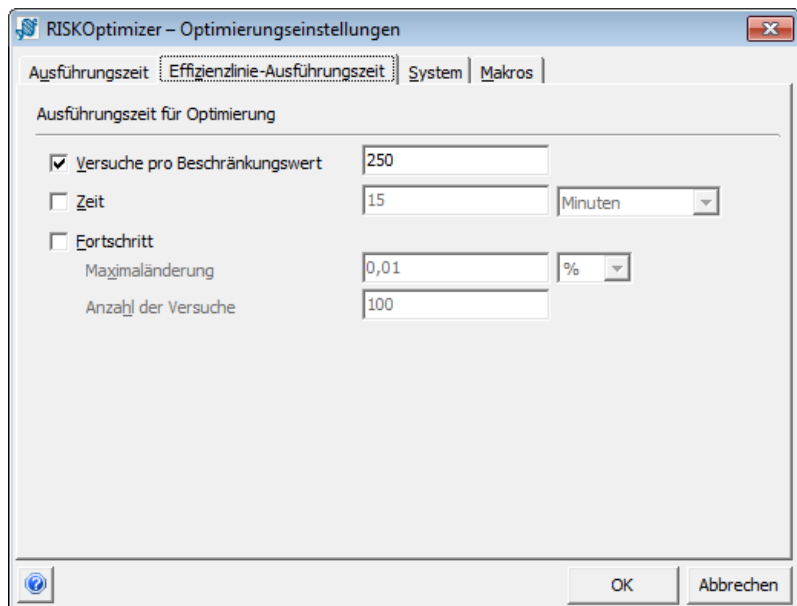 RISKOptimizer – Optimierungseinstellungen
Ausführungszeit Effizienlinie-Ausführungszeit System Makros
Ausführungszeit für Optimierung
Versuche pro Beschränkungswert 250
Zeit 15 Minuten
Fortschritt
Maximaländerung 0,01 %
Anzahl der Versuche 100
OK Abbrechen